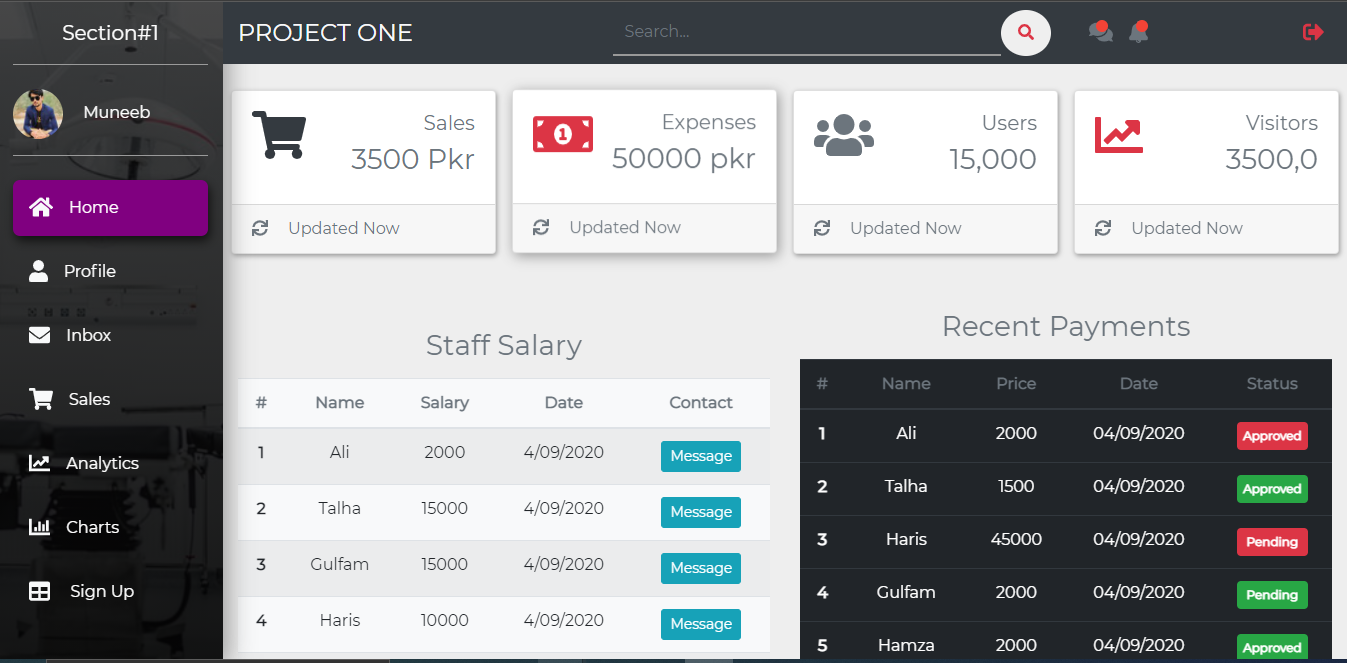 Section#1
PROJECT ONE
Search...
Muneeb
Home
Profile
Inbox
Sales
Analytics
Charts
Sign Up
Sales
3500 Pkr
Updated Now
Expenses
50000 pkr
Updated Now
Users
15,000
Updated Now
Visitors
3500,0
Updated Now
Staff Salary
# Name Salary Date Contact
1 Ali 2000 4/09/2020 Message
2 Talha 15000 4/09/2020 Message
3 Gulfam 15000 4/09/2020 Message
4 Haris 10000 4/09/2020 Message
Recent Payments
# Name Price Date Status
1 Ali 2000 04/09/2020 Approved
2 Talha 1500 04/09/2020 Approved
3 Haris 45000 04/09/2020 Pending
4 Gulfam 2000 04/09/2020 Pending
5 Hamza 2000 04/09/2020 Approved